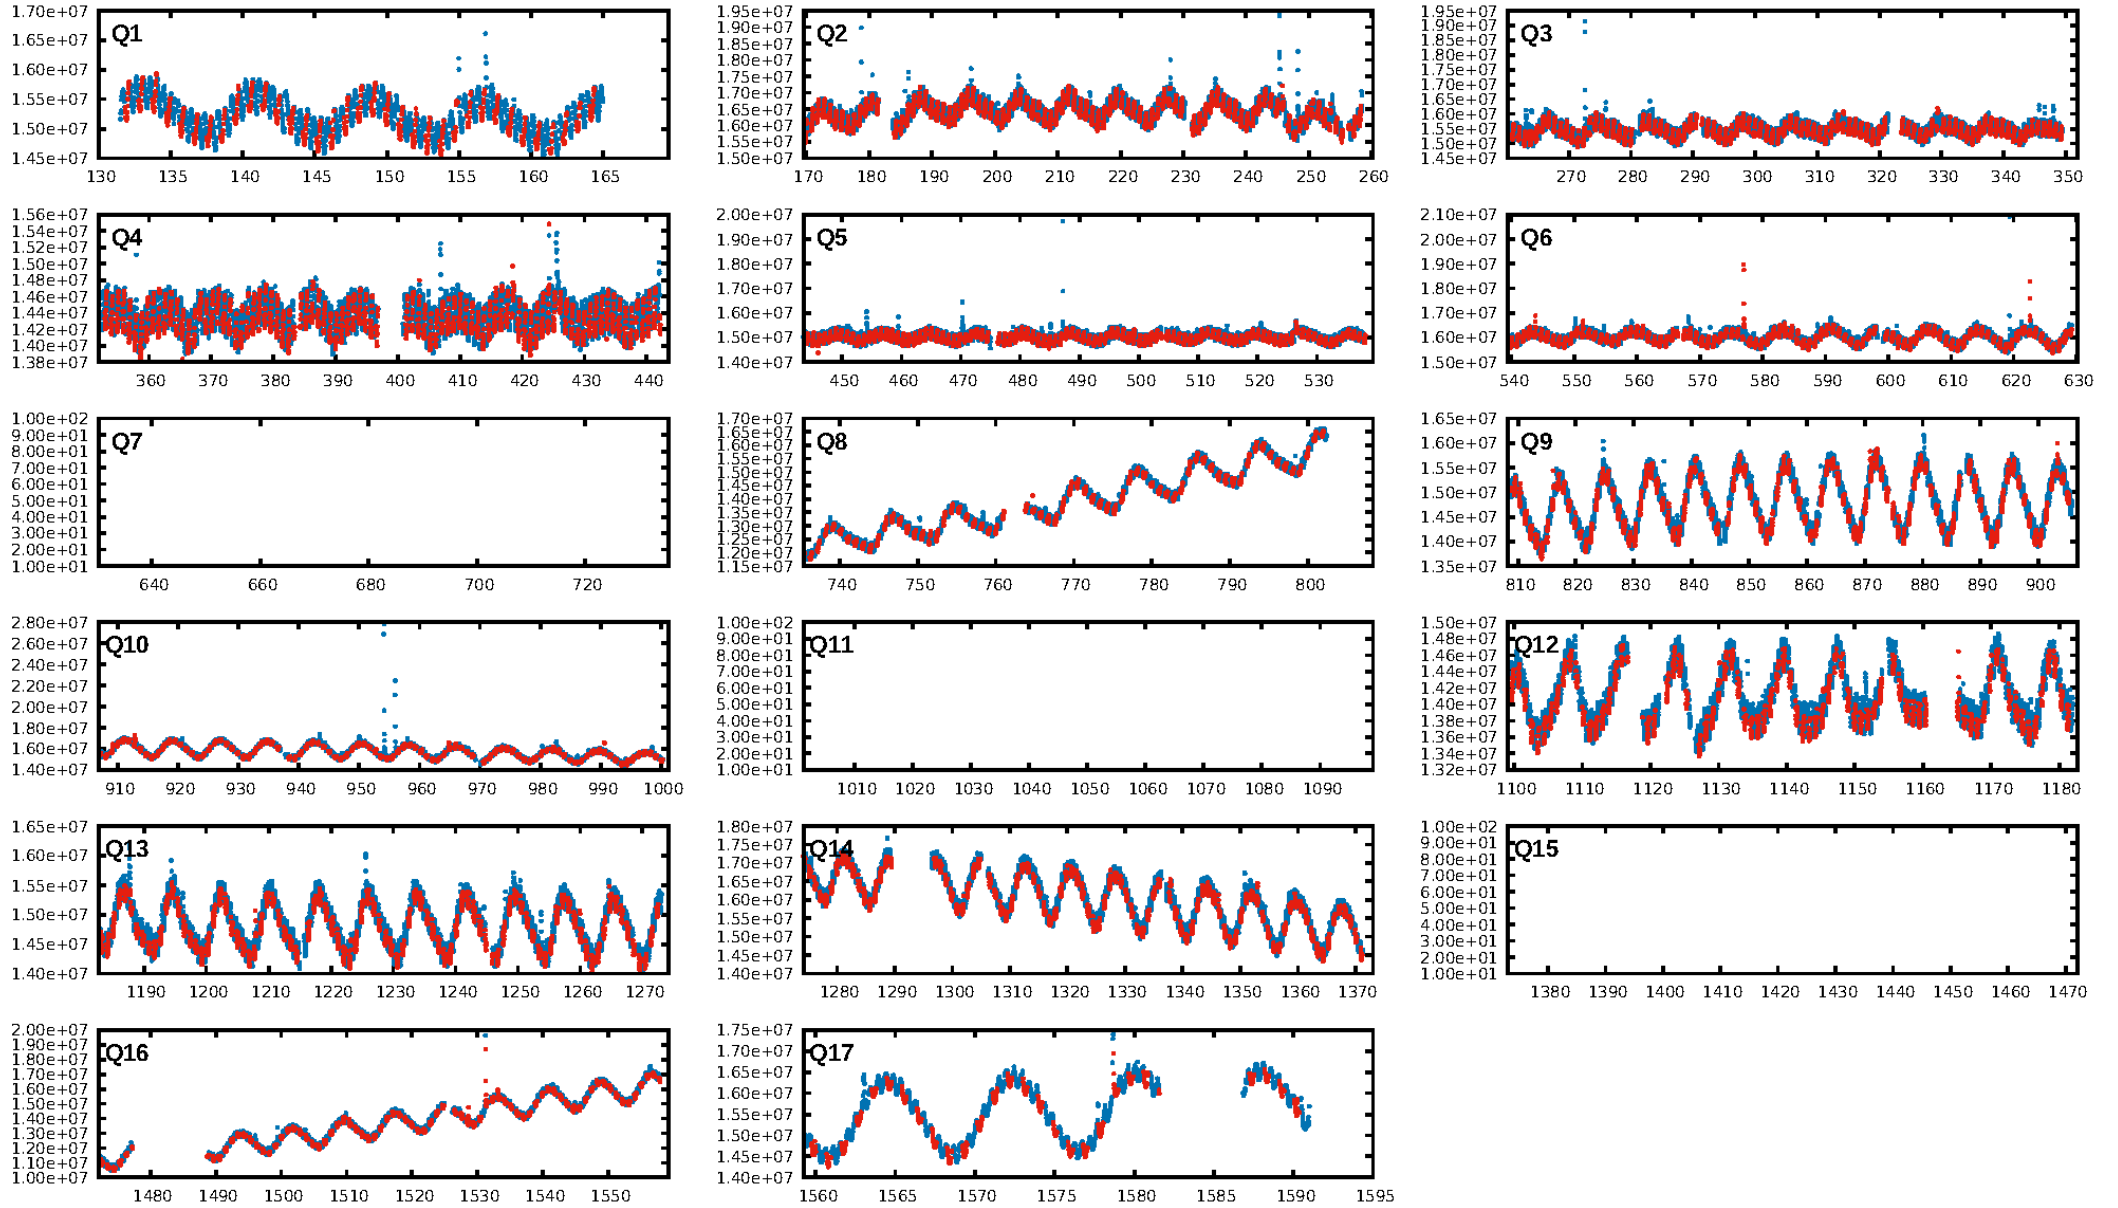 1.70e+07 1.65e+07 1.60e+07 1.55e+07 1.50e+07 1.45e+07
Q1
130 135 140 145 150 155 160 165
1.95e+07 1.90e+07 1.85e+07 1.80e+07 1.75e+07 1.70e+07 1.65e+07 1.60e+07 1.55e+07 1.50e+07
Q2
170 180 190 200 210 220 230 240 250 260
1.95e+07 1.90e+07 1.85e+07 1.80e+07 1.75e+07 1.70e+07 1.65e+07 1.60e+07 1.55e+07 1.50e+07 1.45e+07
Q3
270 280 290 300 310 320 330 340 350
1.56e+07 1.54e+07 1.52e+07 1.50e+07 1.48e+07 1.46e+07 1.44e+07 1.42e+07 1.40e+07 1.38e+07
Q4
360 370 380 390 400 410 420 430 440
2.00e+07 1.90e+07 1.80e+07 1.70e+07 1.60e+07 1.50e+07 1.40e+07
Q5
450 460 470 480 490 500 510 520 530
2.10e+07 2.00e+07 1.90e+07 1.80e+07 1.70e+07 1.60e+07 1.50e+07
Q6
540 550 560 570 580 590 600 610 620 630
1.00e+02 9.00e+01 8.00e+01 7.00e+01 6.00e+01 5.00e+01 4.00e+01 3.00e+01 2.00e+01 1.00e+01
Q7
640 660 680 700 720
1.70e+07 1.65e+07 1.60e+07 1.55e+07 1.50e+07 1.45e+07 1.40e+07 1.35e+07 1.30e+07 1.25e+07 1.20e+07 1.15e+07
Q8
740 750 760 770 780 790 800
1.65e+07 1.60e+07 1.55e+07 1.50e+07 1.45e+07 1.40e+07 1.35e+07
Q9
810 820 830 840 850 860 870 880 890 900
2.80e+07 2.60e+07 2.40e+07 2.20e+07 2.00e+07 1.80e+07 1.60e+07 1.40e+07
Q10
910 920 930 940 950 960 970 980 990 1000
1.00e+02 9.00e+01 8.00e+01 7.00e+01 6.00e+01 5.00e+01 4.00e+01 3.00e+01 2.00e+01 1.00e+01
Q11
1010 1020 1030 1040 1050 1060 1070 1080 1090
1.50e+07 1.48e+07 1.46e+07 1.44e+07 1.42e+07 1.40e+07 1.38e+07 1.36e+07 1.34e+07 1.32e+07
Q12
1100 1110 1120 1130 1140 1150 1160 1170 1180
1.65e+07 1.60e+07 1.55e+07 1.50e+07 1.45e+07 1.40e+07
Q13
1190 1200 1210 1220 1230 1240 1250 1260 1270
1.80e+07 1.75e+07 1.70e+07 1.65e+07 1.60e+07 1.55e+07 1.50e+07 1.45e+07 1.40e+07
Q14
1280 1290 1300 1310 1320 1330 1340 1350 1360 1370
1.00e+02 9.00e+01 8.00e+01 7.00e+01 6.00e+01 5.00e+01 4.00e+01 3.00e+01 2.00e+01 1.00e+01
Q15
1380 1390 1400 1410 1420 1430 1440 1450 1460 1470
2.00e+07 1.90e+07 1.80e+07 1.70e+07 1.60e+07 1.50e+07 1.40e+07 1.30e+07 1.20e+07 1.10e+07 1.00e+07
Q16
1480 1490 1500 1510 1520 1530 1540 1550
1.75e+07 1.70e+07 1.65e+07 1.60e+07 1.55e+07 1.50e+07 1.45e+07 1.40e+07
Q17
1560 1565 1570 1575 1580 1585 1590 1595